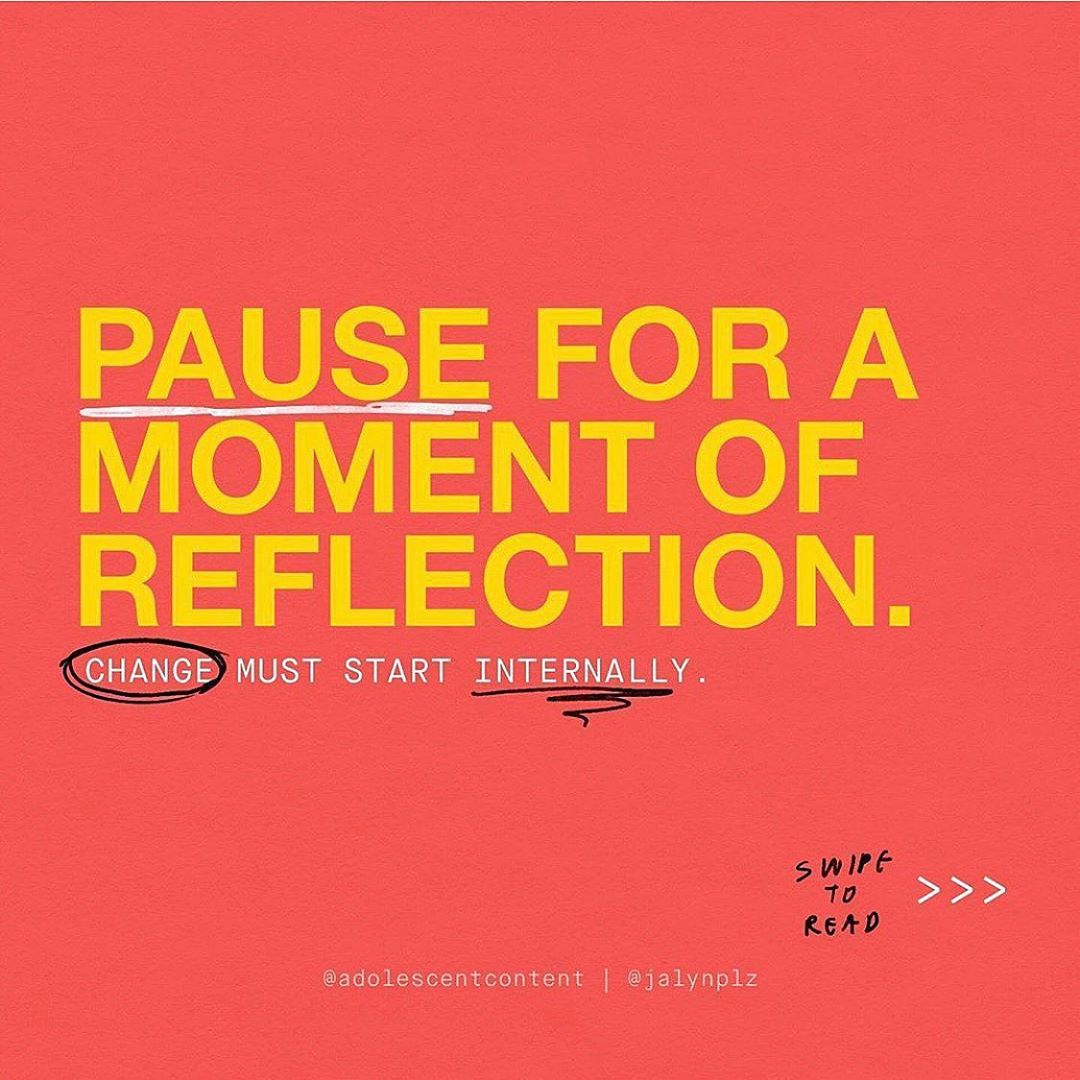 PAUSE FOR A
MOMENT OF
REFLECTION.
CHANGE MUST START INTERNALLY.
SWIPE
TO
READ >>>
@adolescentcontent | @jalynplz